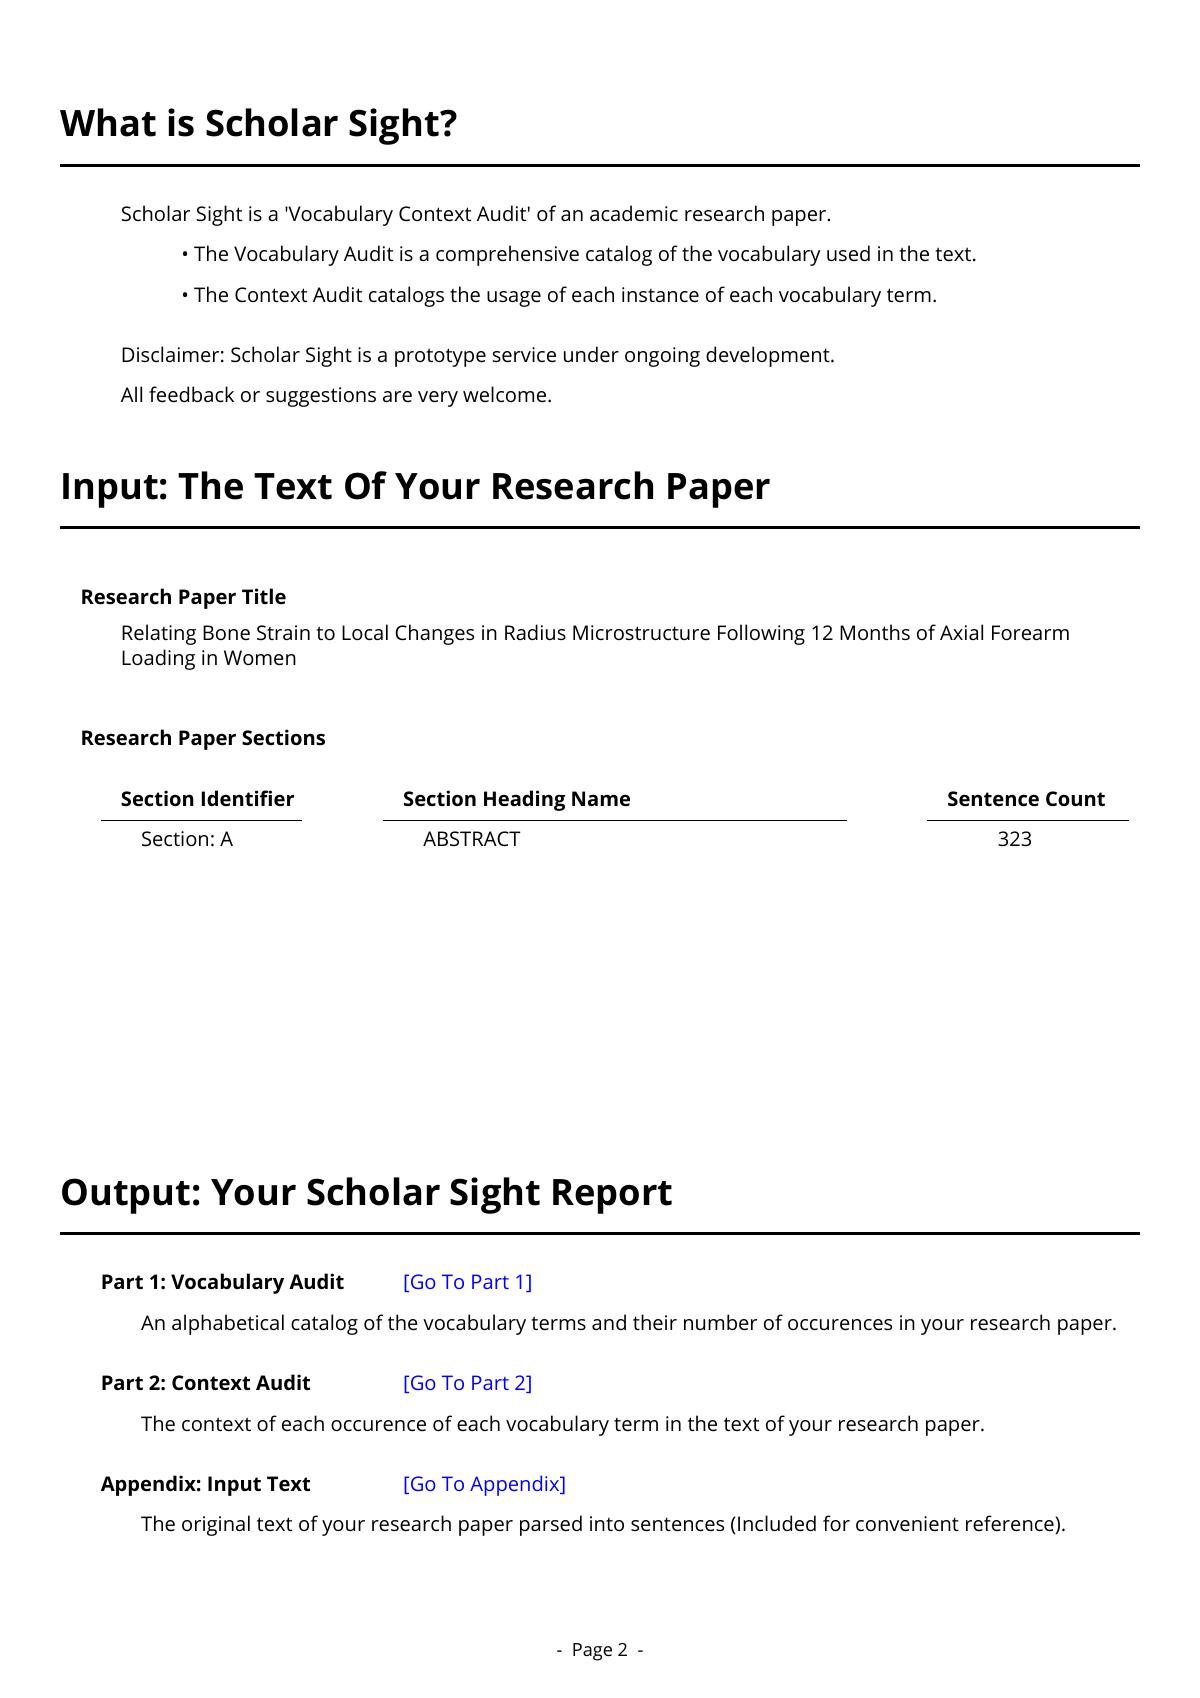 What is Scholar Sight?
Scholar Sight is a 'Vocabulary Context Audit' of an academic research paper.
• The Vocabulary Audit is a comprehensive catalog of the vocabulary used in the text.
• The Context Audit catalogs the usage of each instance of each vocabulary term.
Disclaimer: Scholar Sight is a prototype service under ongoing development.
All feedback or suggestions are very welcome.
Input: The Text Of Your Research Paper
Research Paper Title
Relating Bone Strain to Local Changes in Radius Microstructure Following 12 Months of Axial Forearm
Loading in Women
Research Paper Sections
Section Identifier Section Heading Name Sentence Count
Section: A ABSTRACT 323
Output: Your Scholar Sight Report
Part 1: Vocabulary Audit [Go To Part 1]
An alphabetical catalog of the vocabulary terms and their number of occurences in your research paper.
Part 2: Context Audit [Go To Part 2]
The context of each occurence of each vocabulary term in the text of your research paper.
Appendix: Input Text [Go To Appendix]
The original text of your research paper parsed into sentences (Included for convenient reference).
- Page 2 -